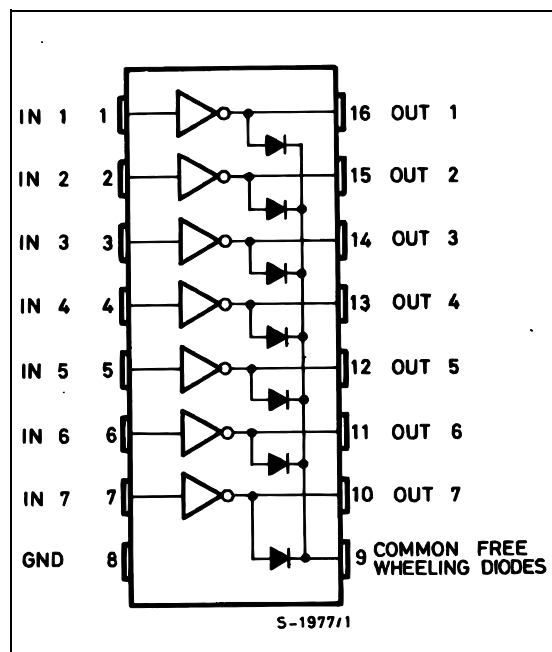 IN 1 1 16 OUT 1
IN 2 2 15 OUT 2
IN 3 3 14 OUT 3
IN 4 4 13 OUT 4
IN 5 5 12 OUT 5
IN 6 6 11 OUT 6
IN 7 7 10 OUT 7
GND 8 9 COMMON FREE
WHEELING DIODES
S-1977/1